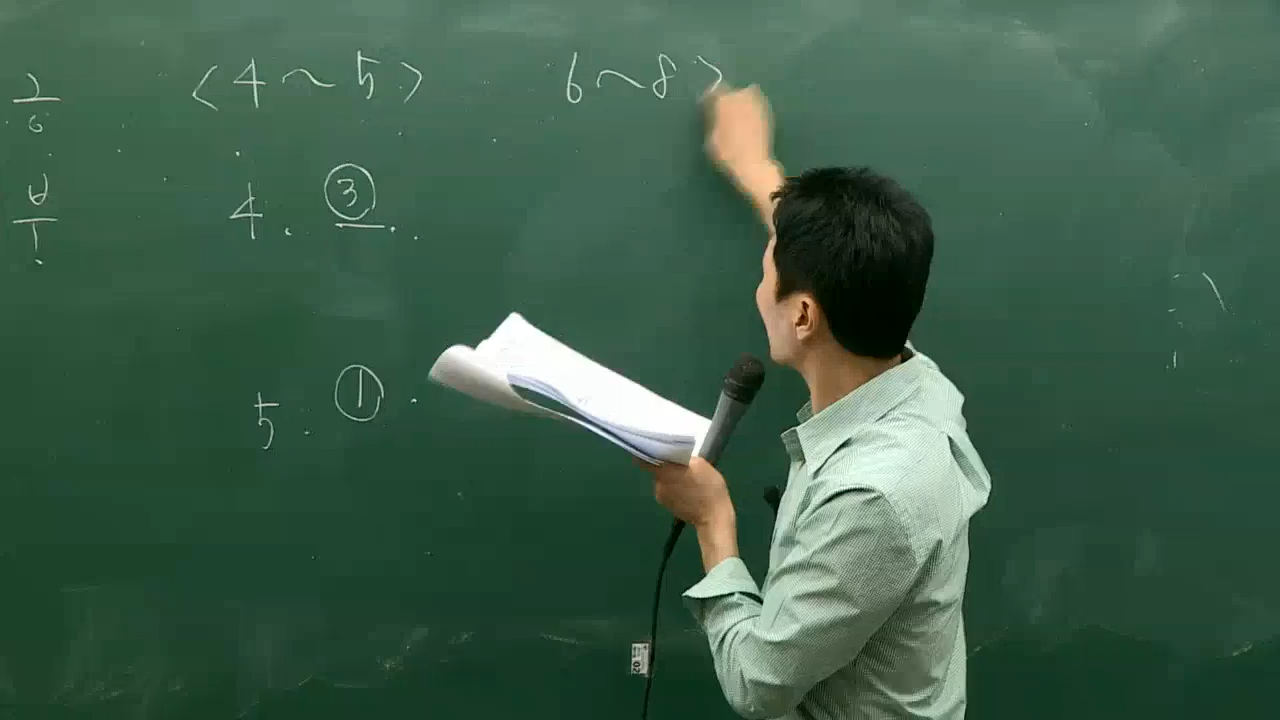 <4~5> 6~8>
4. ③
5. ①